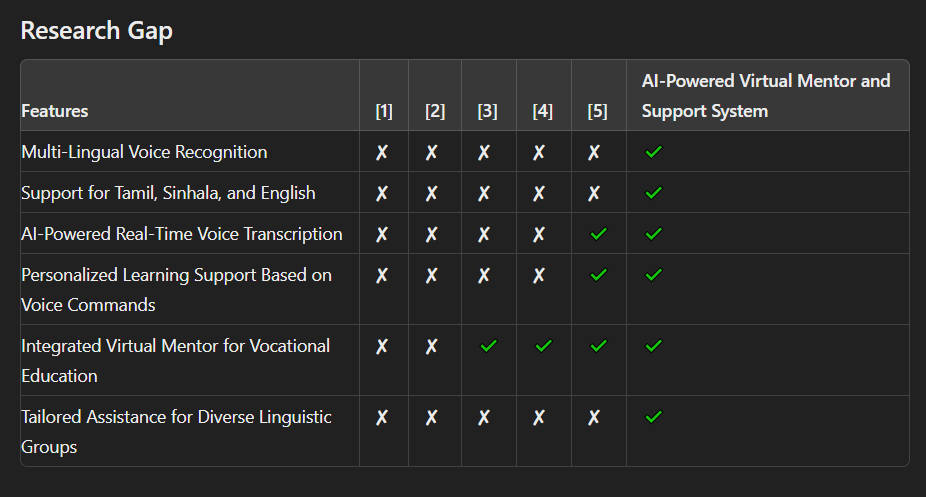 Research Gap
Features [1] [2] [3] [4] [5] AI-Powered Virtual Mentor and
Support System
Multi-Lingual Voice Recognition ✗ ✗ ✗ ✗ ✗ ✓
Support for Tamil, Sinhala, and English ✗ ✗ ✗ ✗ ✗ ✓
AI-Powered Real-Time Voice Transcription ✗ ✗ ✗ ✗ ✓ ✓
Personalized Learning Support Based on ✗ ✗ ✗ ✗ ✓ ✓
Voice Commands
Integrated Virtual Mentor for Vocational ✗ ✗ ✓ ✓ ✓ ✓
Education
Tailored Assistance for Diverse Linguistic ✗ ✗ ✗ ✗ ✗ ✓
Groups